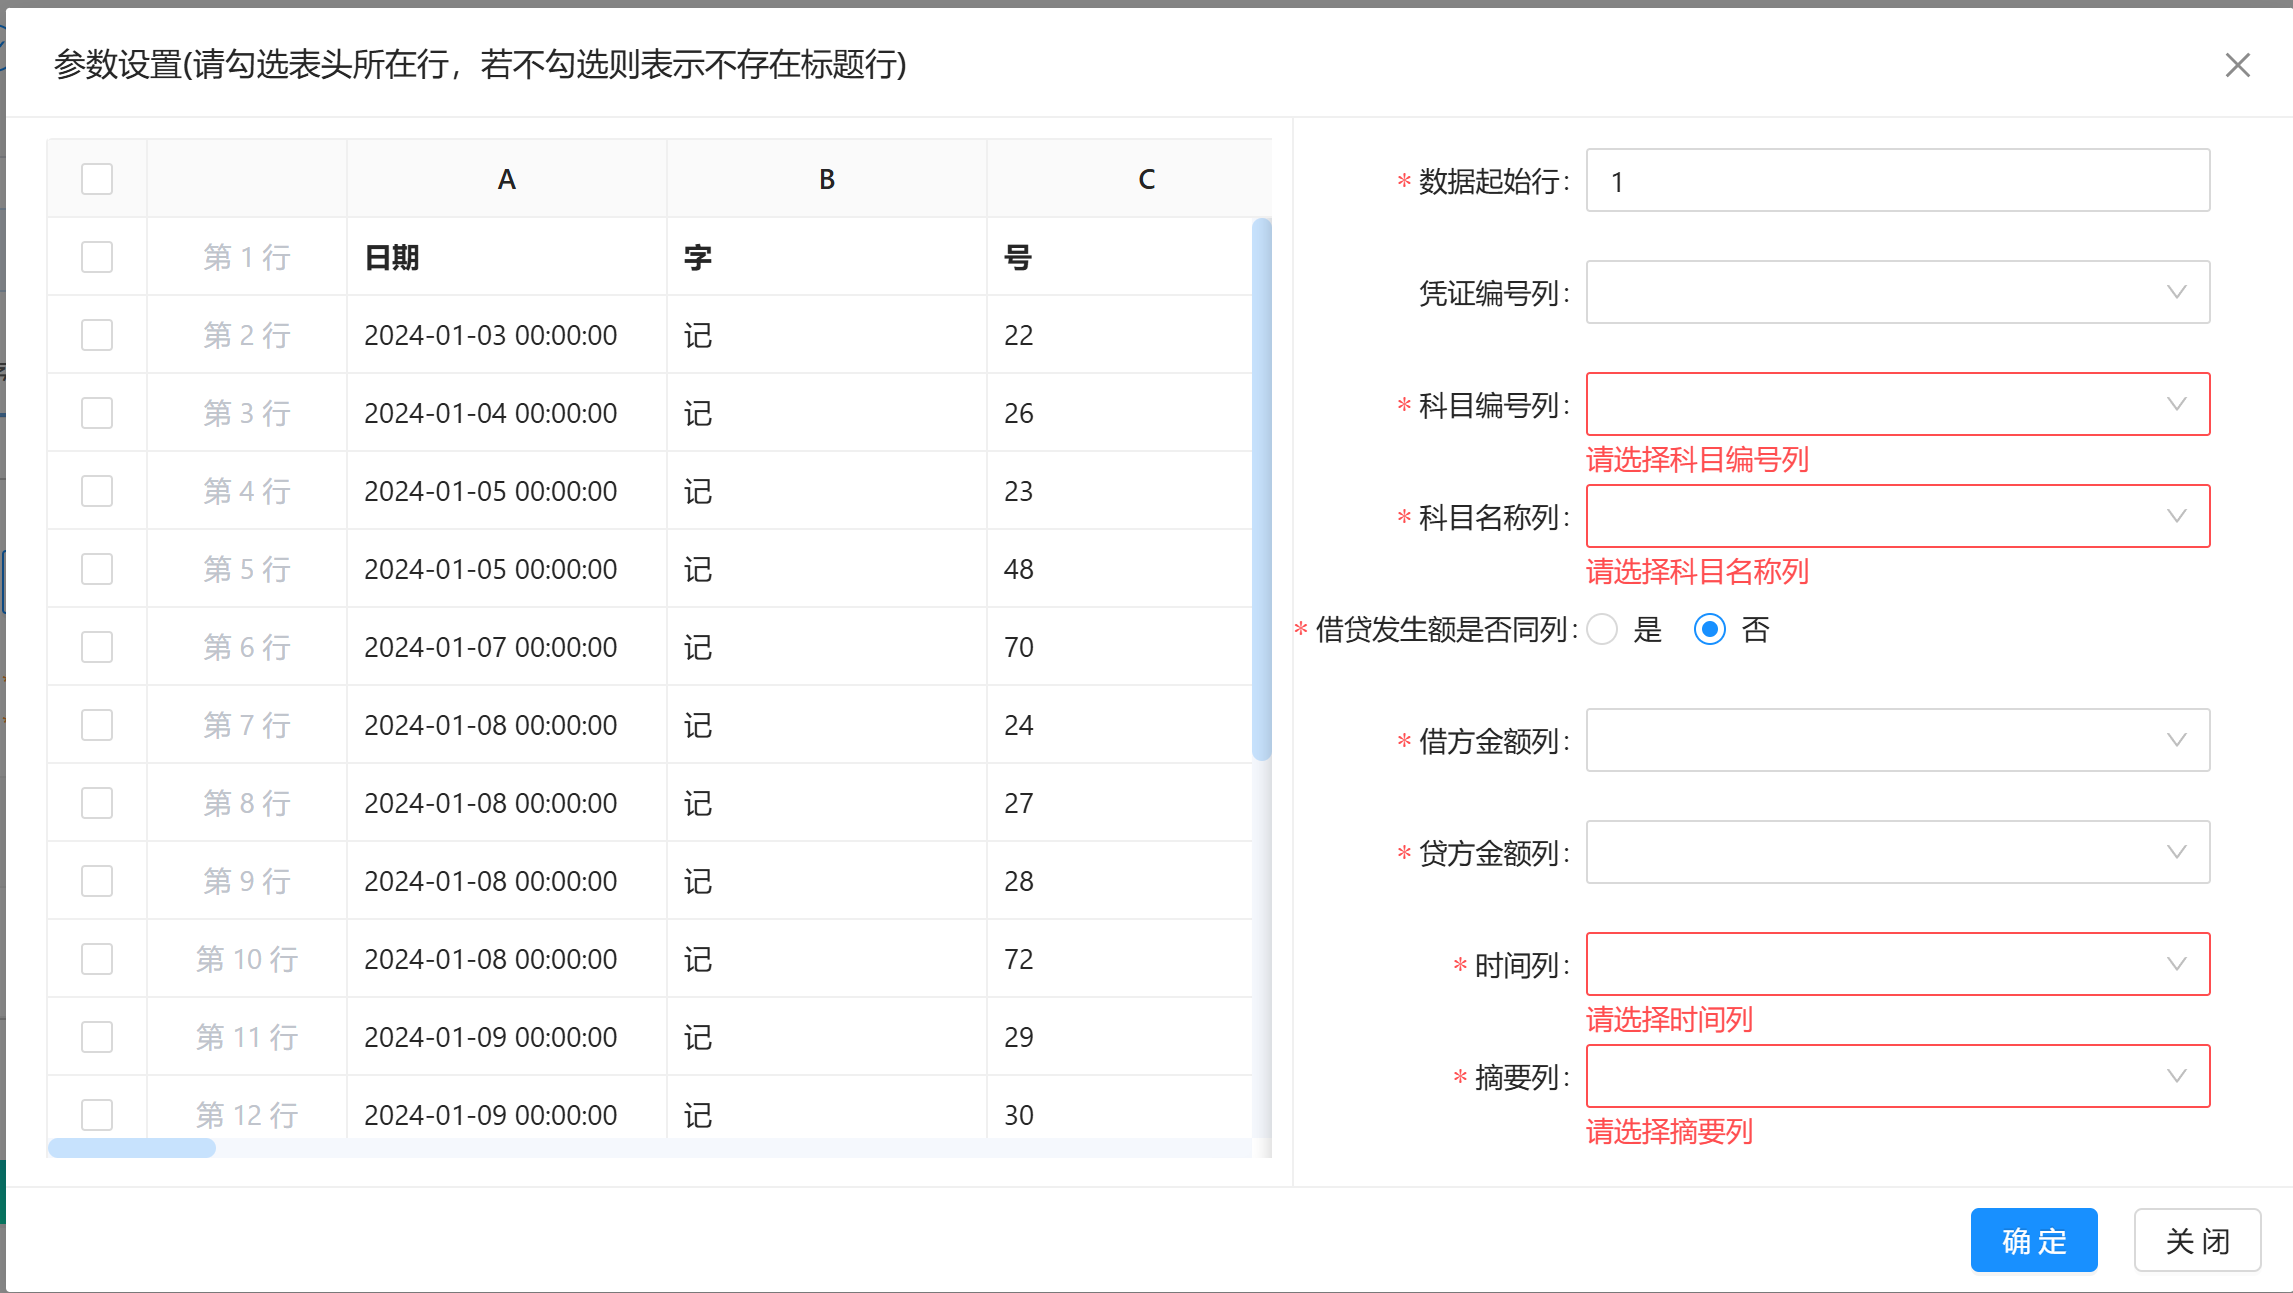 参数设置(请勾选表头所在行，若不勾选则表示不存在标题行)
A B C
第 1 行 日期 字 号
第 2 行 2024-01-03 00:00:00 记 22
第 3 行 2024-01-04 00:00:00 记 26
第 4 行 2024-01-05 00:00:00 记 23
第 5 行 2024-01-05 00:00:00 记 48
第 6 行 2024-01-07 00:00:00 记 70
第 7 行 2024-01-08 00:00:00 记 24
第 8 行 2024-01-08 00:00:00 记 27
第 9 行 2024-01-08 00:00:00 记 28
第 10 行 2024-01-08 00:00:00 记 72
第 11 行 2024-01-09 00:00:00 记 29
第 12 行 2024-01-09 00:00:00 记 30
* 数据起始行: 1
凭证编号列:
* 科目编号列:
请选择科目编号列
* 科目名称列:
请选择科目名称列
* 借贷发生额是否同列: 是 否
* 借方金额列:
* 贷方金额列:
* 时间列:
请选择时间列
* 摘要列:
请选择摘要列
确 定 关 闭